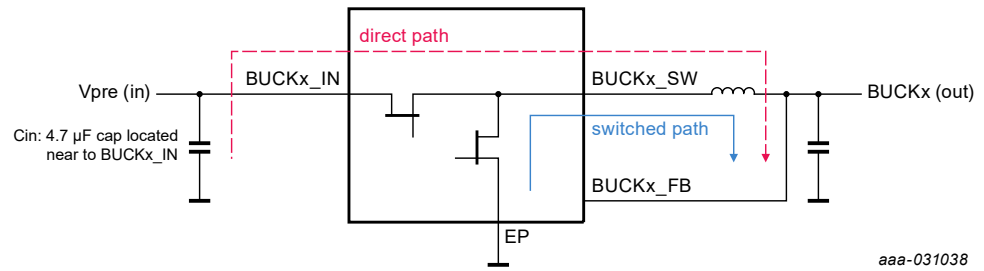 direct path
BUCKx_IN
BUCKx_SW
Vpre (in)
BUCKx (out)
Cin: 4.7 µF cap located
near to BUCKx_IN
switched path
BUCKx_FB
EP
aaa-031038